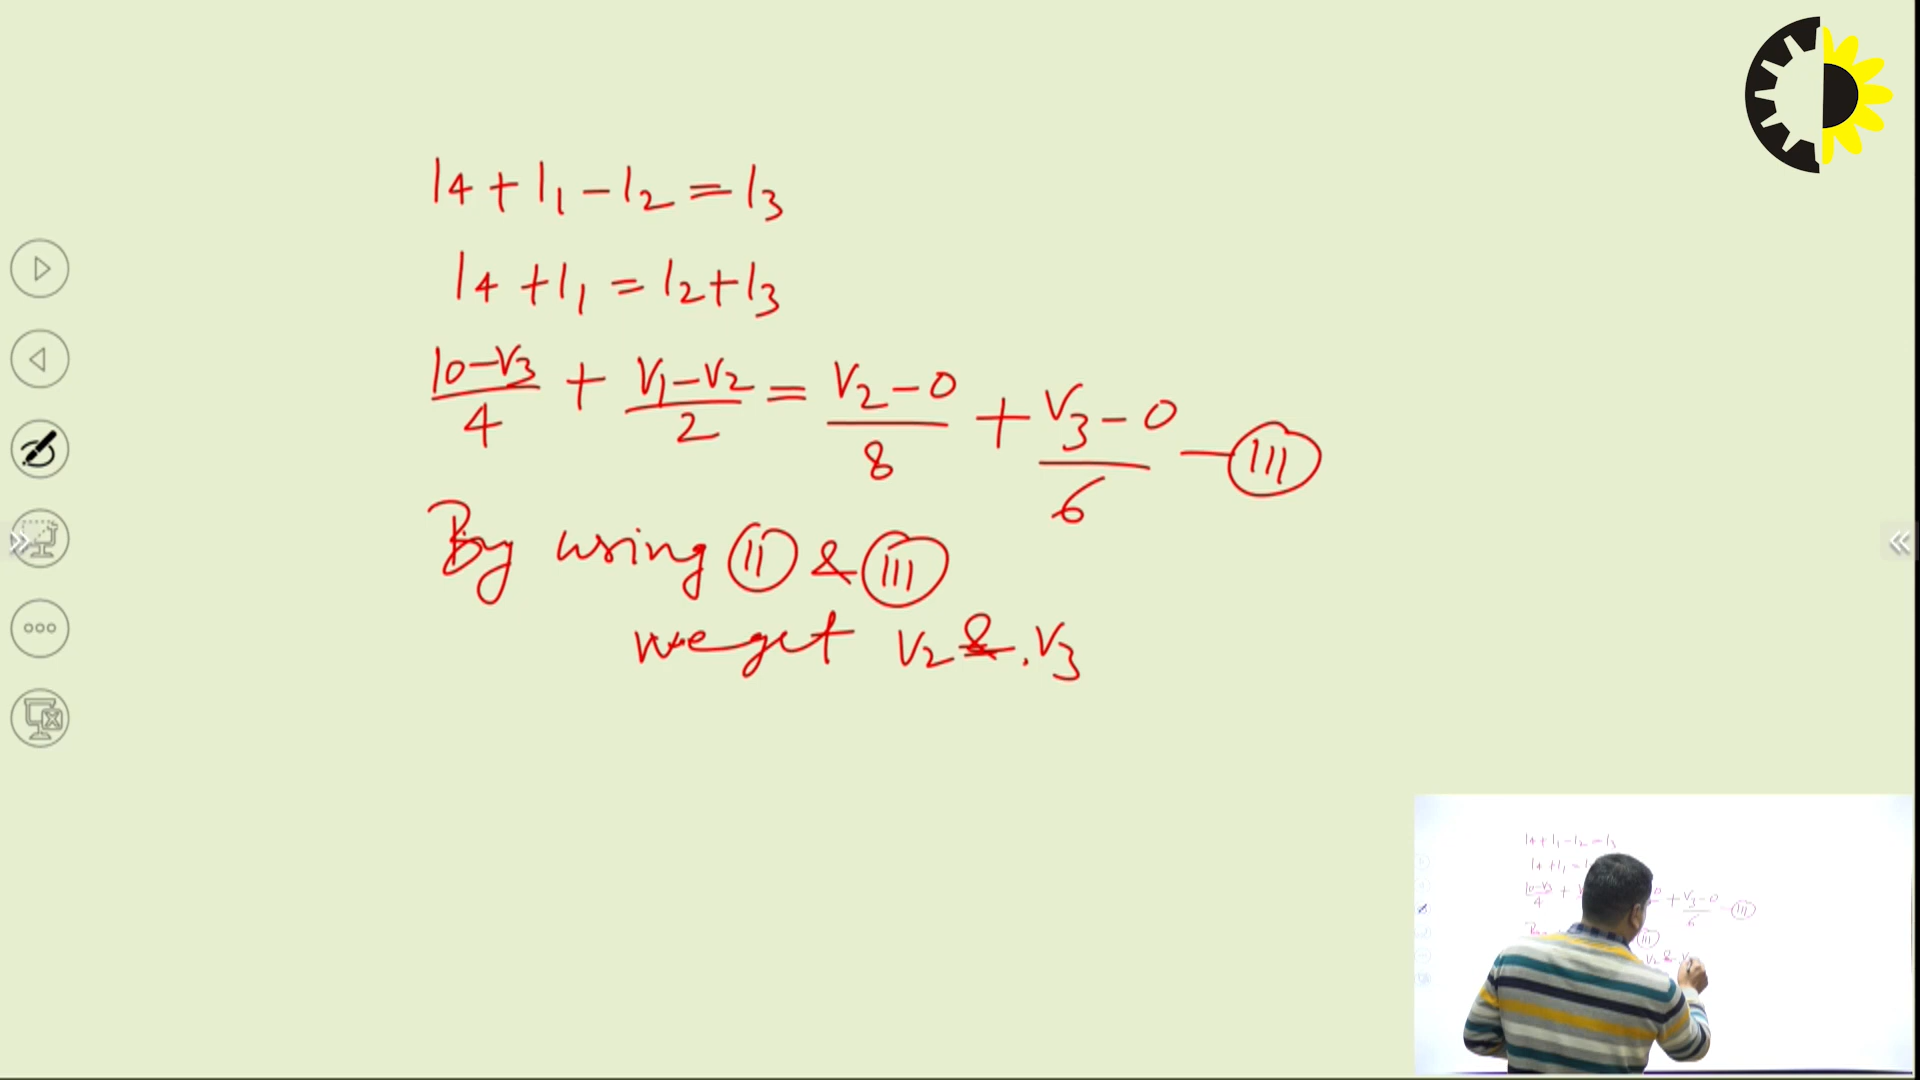 I4 + I1 - I2 = I3
I4 + I1 = I2 + I3
(10 - V3)/4 + (V1 - V2)/2 = (V2 - 0)/8 + (V3 - 0)/6 — (III)
By using (II) & (III)
we get V2 & .V3